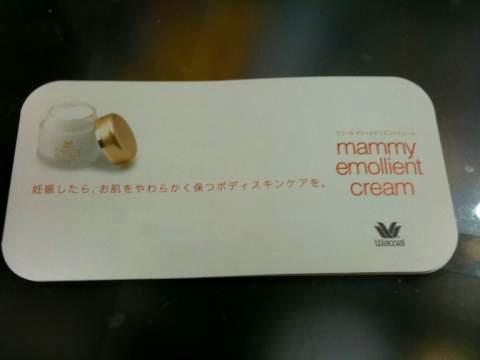 妊娠したら、お肌をやわらかく保つボディスキンケアを。
mammy
emollient
cream
Wacoal